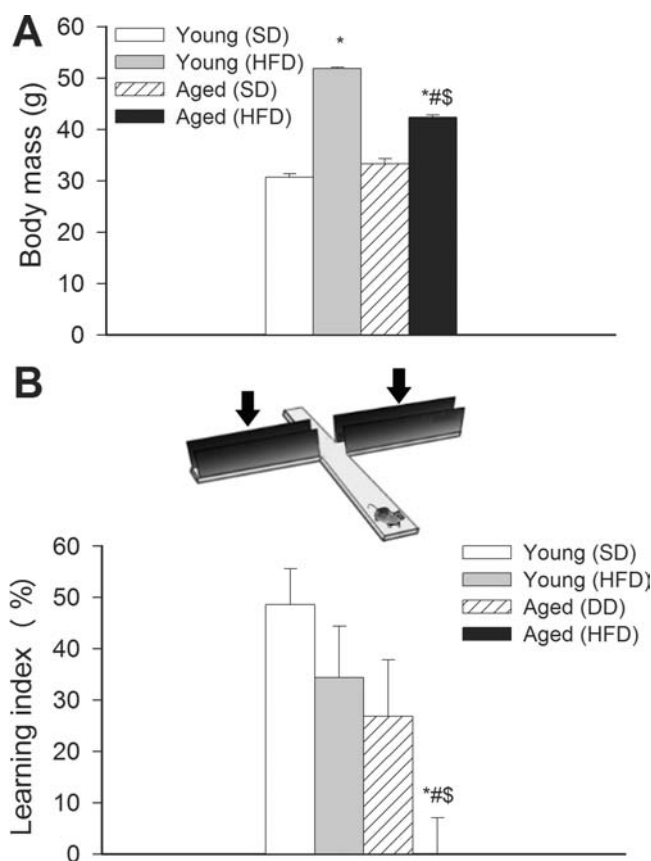 A
Body mass (g)
60
50
40
30
20
10
0
Young (SD)
Young (HFD)
Aged (SD)
Aged (HFD)
*
*#$
B
Learning index ( %)
60
50
40
30
20
10
0
Young (SD)
Young (HFD)
Aged (DD)
Aged (HFD)
*#$